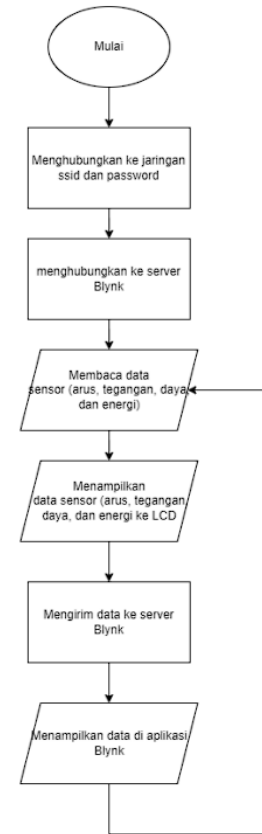 Mulai
Menghubungkan ke jaringan
ssid dan password
menghubungkan ke server
Blynk
Membaca data
sensor (arus, tegangan, daya,
dan energi)
Menampilkan
data sensor (arus, tegangan,
daya, dan energi ke LCD
Mengirim data ke server
Blynk
Menampilkan data di aplikasi
Blynk